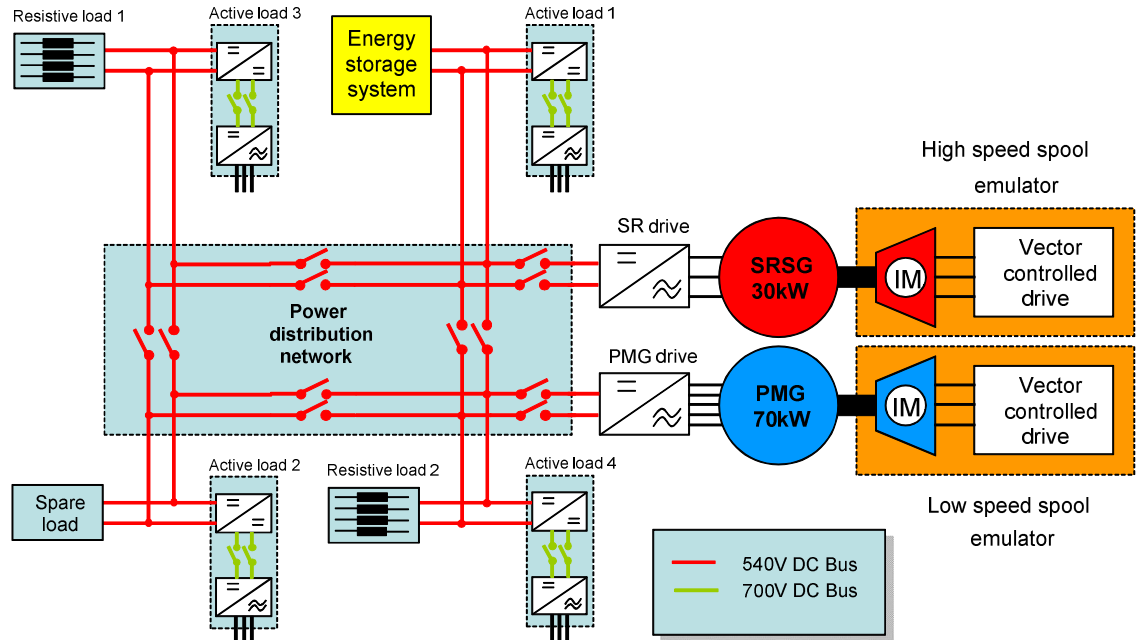 Resistive load 1
Active load 3
Active load 1
Energy
storage
system
High speed spool
emulator
SR drive
SRSG
30kW
IM
Vector
controlled
drive
Power
distribution
network
PMG drive
PMG
70kW
IM
Vector
controlled
drive
Active load 2
Resistive load 2
Active load 4
Spare
load
Low speed spool
emulator
540V DC Bus
700V DC Bus